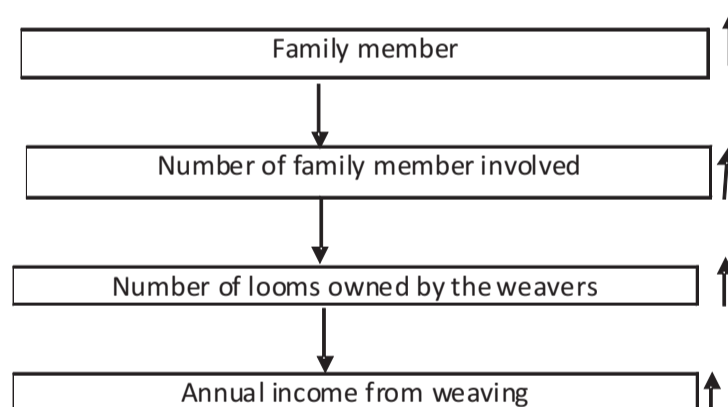 Family member
Number of family member involved
Number of looms owned by the weavers
Annual income from weaving